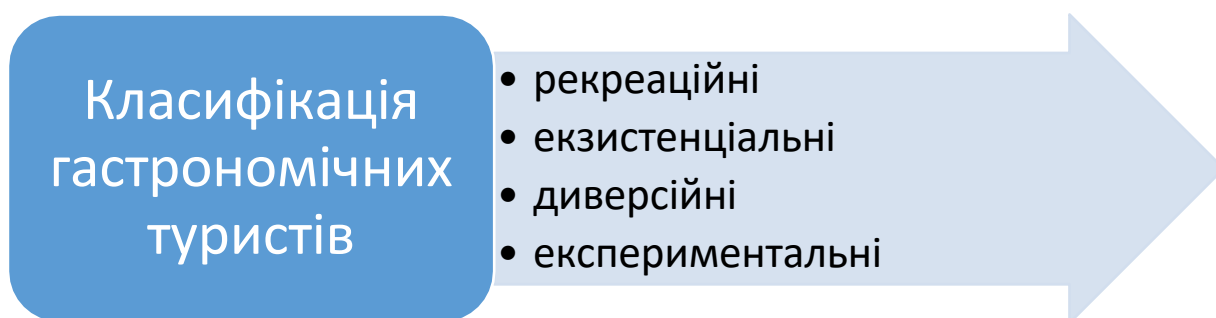 Класифікація
гастрономічних
туристів
• рекреаційні
• екзистенціальні
• диверсійні
• експериментальні